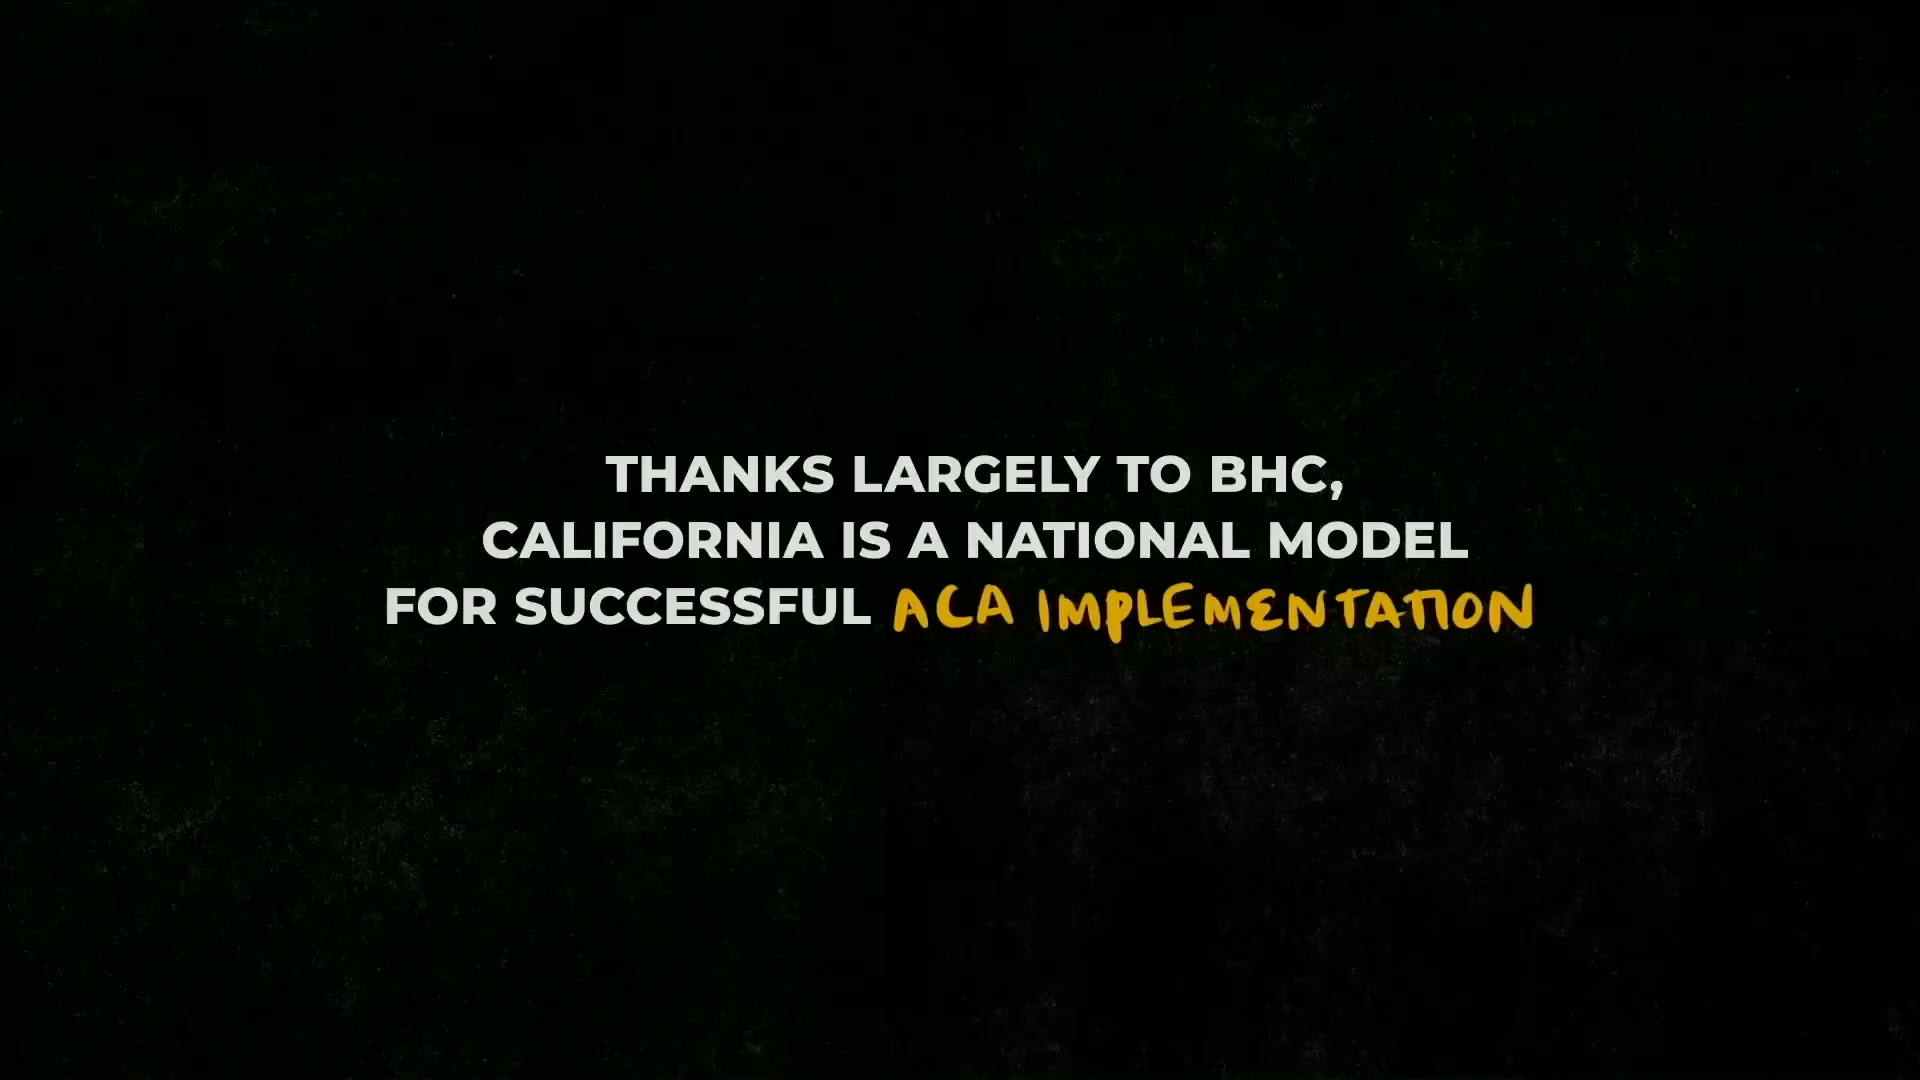 THANKS LARGELY TO BHC,
CALIFORNIA IS A NATIONAL MODEL
FOR SUCCESSFUL ACA IMPLEMENTATION